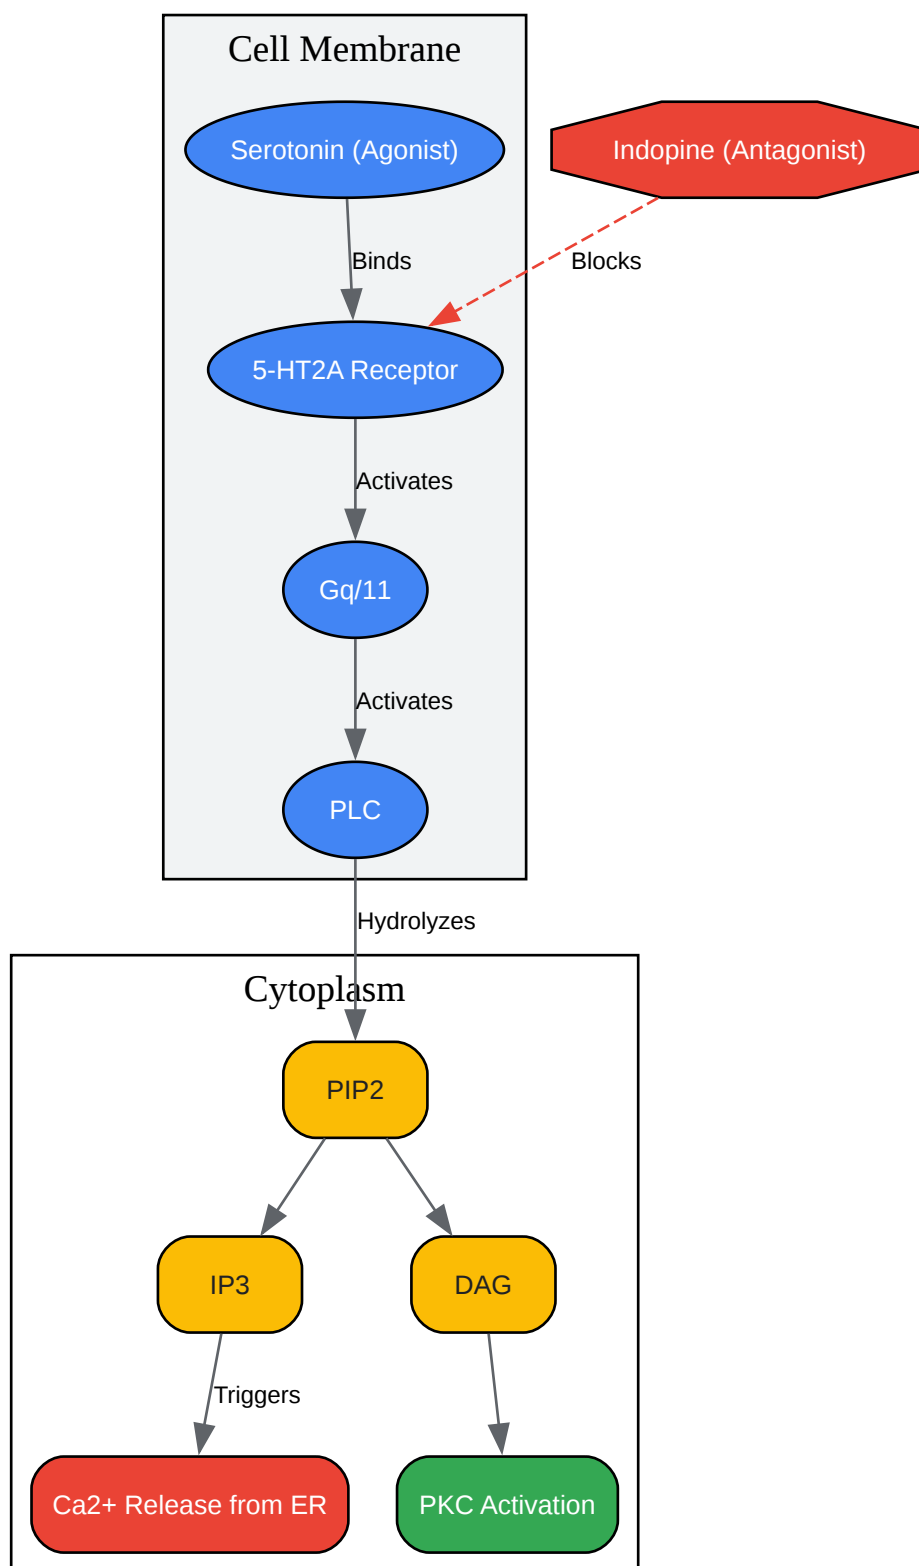 Cell Membrane
Serotonin (Agonist)
Indopine (Antagonist)
Binds
Blocks
5-HT2A Receptor
Activates
Gq/11
Activates
PLC
Hydrolyzes
Cytoplasm
PIP2
IP3
DAG
Triggers
Ca2+ Release from ER
PKC Activation